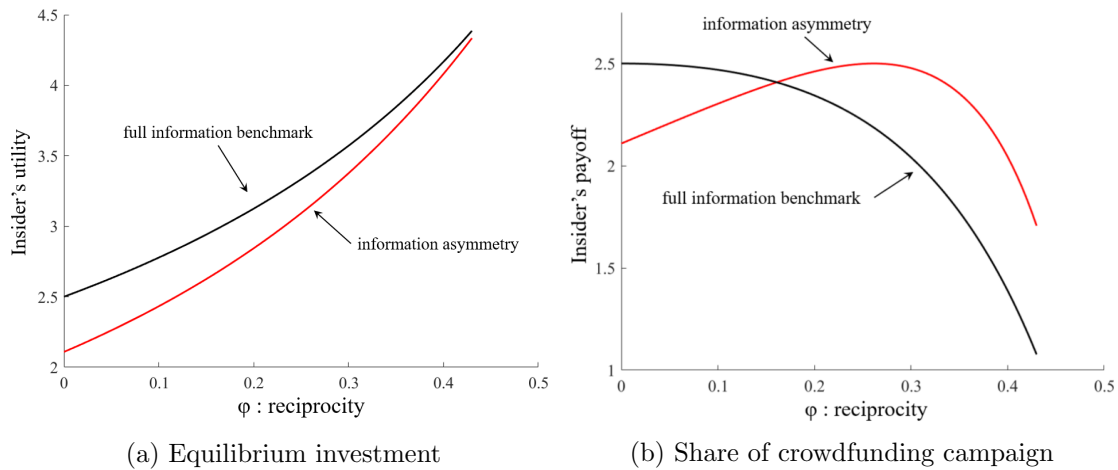 4.5
4
3.5
3
2.5
2
Insider's utility
full information benchmark
information asymmetry
0
0.1
0.2
0.3
0.4
0.5
φ : reciprocity
(a) Equilibrium investment
2.5
2
1.5
1
Insider's payoff
information asymmetry
full information benchmark
0
0.1
0.2
0.3
0.4
0.5
φ : reciprocity
(b) Share of crowdfunding campaign